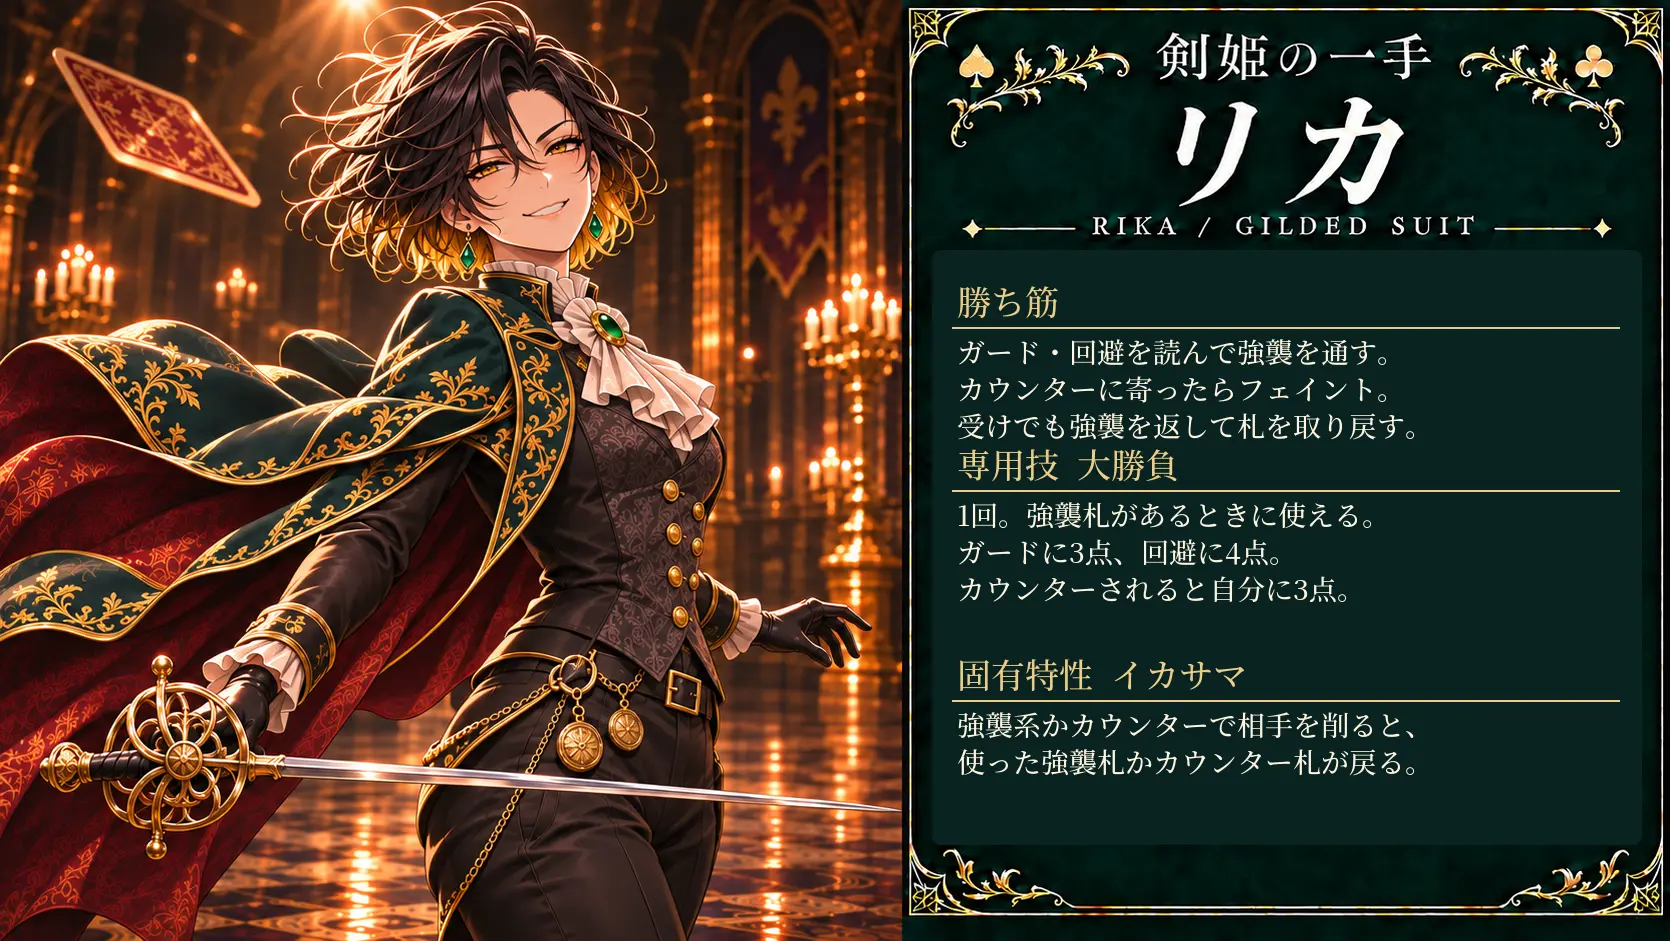 剣姫の一手
リカ
RIKA / GILDED SUIT
勝ち筋
ガード・回避を読んで強襲を通す。
カウンターに寄ったらフェイント。
受けでも強襲を返して札を取り戻す。
専用技 大勝負
1回。強襲札があるときに使える。
ガードに3点、回避に4点。
カウンターされると自分に3点。
固有特性 イカサマ
強襲系かカウンターで相手を削ると、
使った強襲札かカウンター札が戻る。